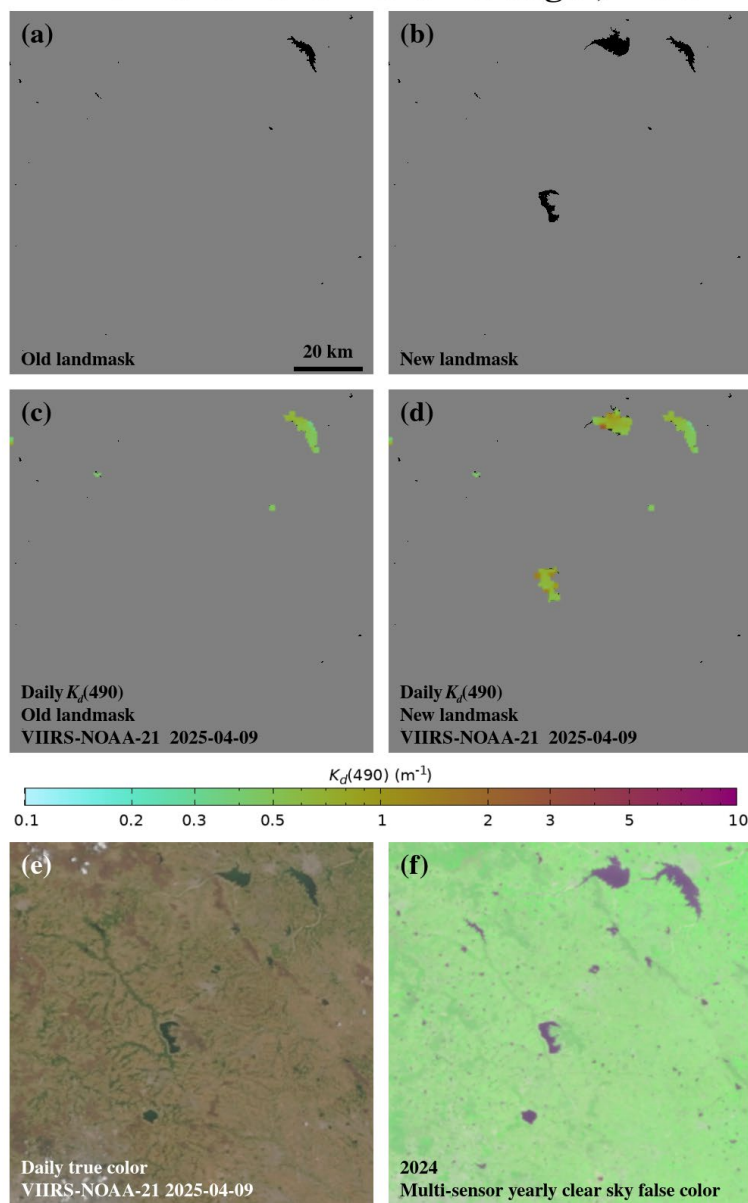 (a)
(b)
Old landmask
20 km
New landmask
(c)
(d)
Daily K_d(490)
Old landmask
VIIRS-NOAA-21 2025-04-09
Daily K_d(490)
New landmask
VIIRS-NOAA-21 2025-04-09
K_d(490) (m⁻¹)
0.1 0.2 0.3 0.5 1 2 3 5 10
(e)
(f)
Daily true color
VIIRS-NOAA-21 2025-04-09
2024
Multi-sensor yearly clear sky false color